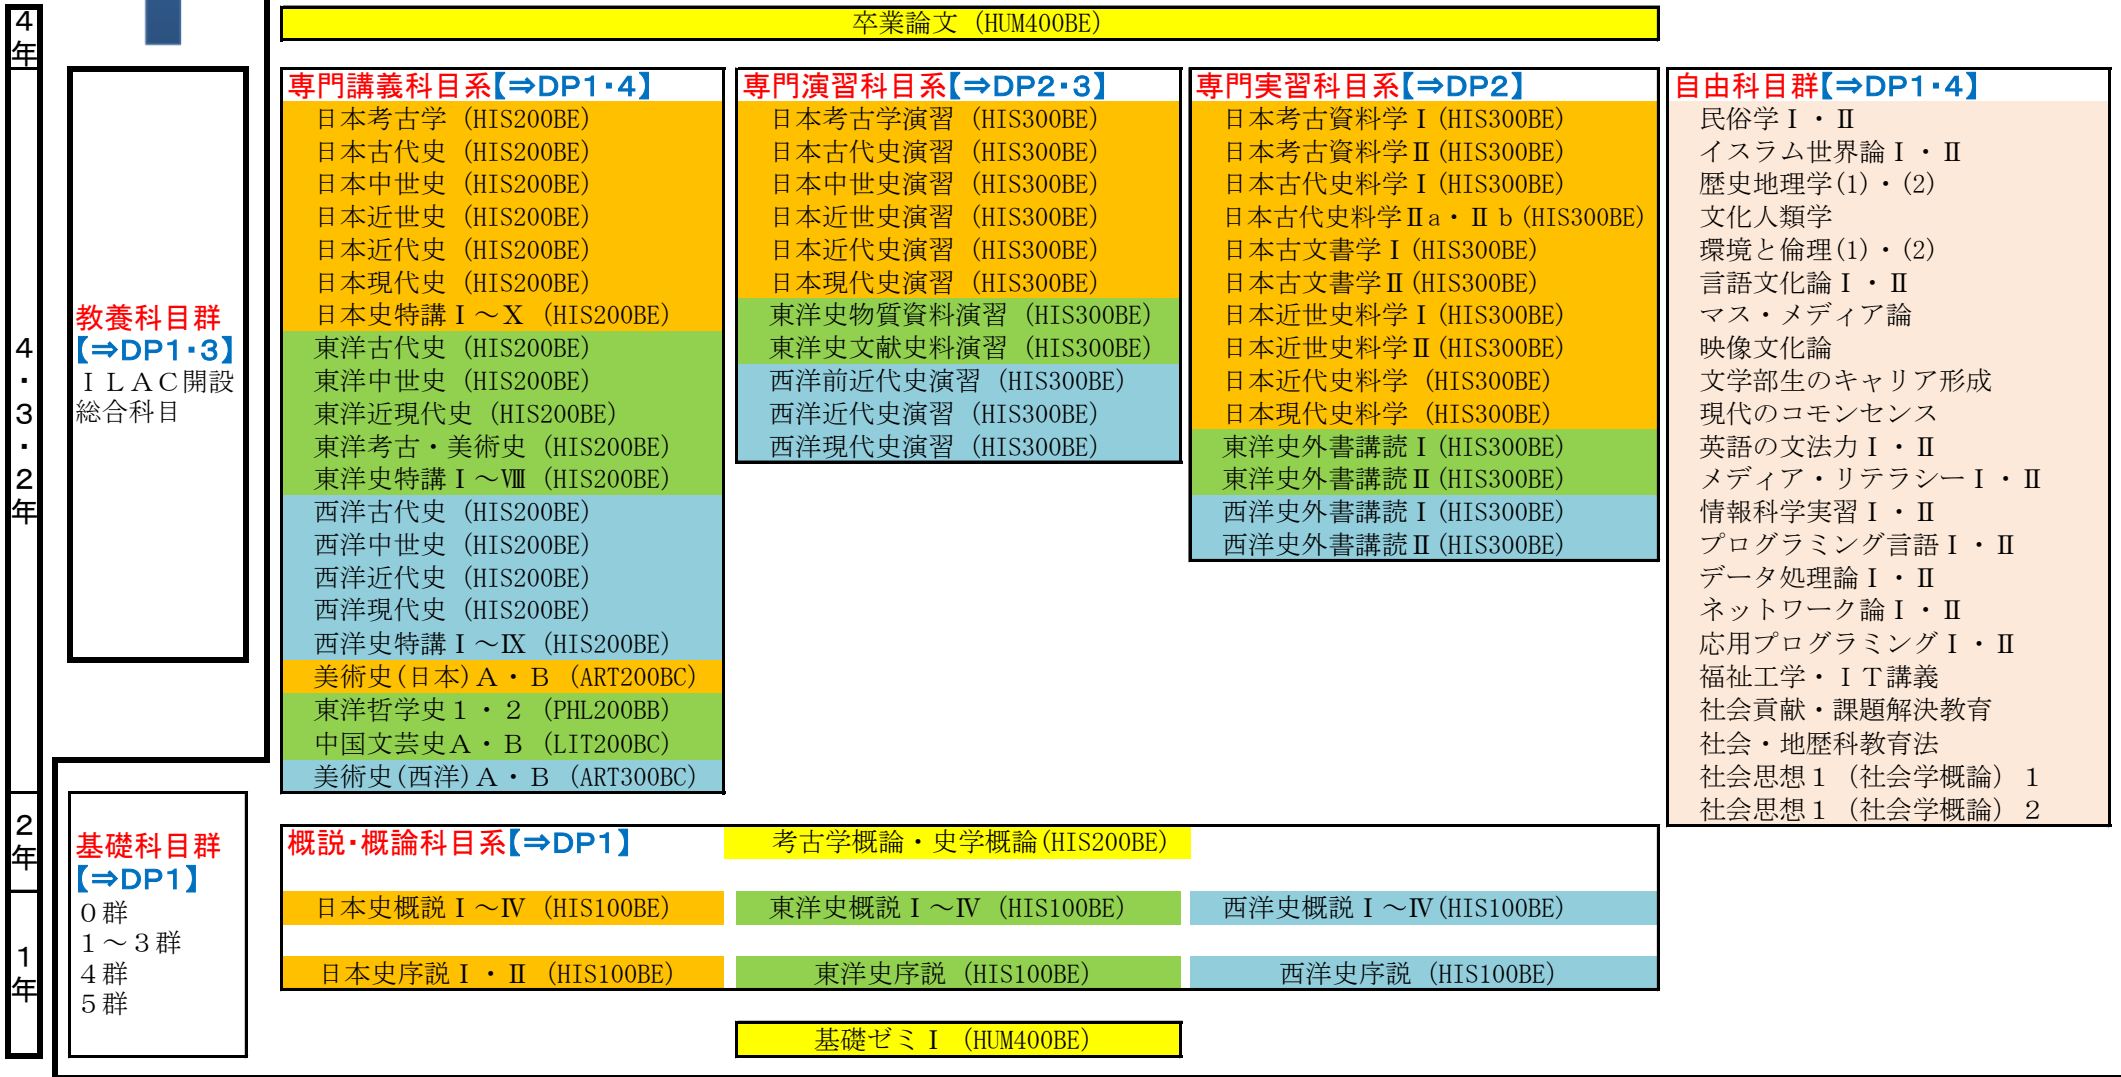 4
年
卒業論文 (HUM400BE)
4
・
3
・
2
年
教養科目群
【⇒DP1・3】
ＩＬＡＣ開設
総合科目
専門講義科目系【⇒DP1・4】
日本考古学 (HIS200BE)
日本古代史 (HIS200BE)
日本中世史 (HIS200BE)
日本近世史 (HIS200BE)
日本近代史 (HIS200BE)
日本現代史 (HIS200BE)
日本史特講Ⅰ～Ⅹ (HIS200BE)
東洋古代史 (HIS200BE)
東洋中世史 (HIS200BE)
東洋近現代史 (HIS200BE)
東洋考古・美術史 (HIS200BE)
東洋史特講Ⅰ～Ⅷ (HIS200BE)
西洋古代史 (HIS200BE)
西洋中世史 (HIS200BE)
西洋近代史 (HIS200BE)
西洋現代史 (HIS200BE)
西洋史特講Ⅰ～Ⅸ (HIS200BE)
美術史(日本)Ａ・Ｂ (ART200BC)
東洋哲学史１・２ (PHL200BB)
中国文芸史Ａ・Ｂ (LIT200BC)
美術史(西洋)Ａ・Ｂ (ART300BC)
専門演習科目系【⇒DP2・3】
日本考古学演習 (HIS300BE)
日本古代史演習 (HIS300BE)
日本中世史演習 (HIS300BE)
日本近世史演習 (HIS300BE)
日本近代史演習 (HIS300BE)
日本現代史演習 (HIS300BE)
東洋史物質資料演習 (HIS300BE)
東洋史文献史料演習 (HIS300BE)
西洋前近代史演習 (HIS300BE)
西洋近代史演習 (HIS300BE)
西洋現代史演習 (HIS300BE)
専門実習科目系【⇒DP2】
日本考古資料学Ⅰ(HIS300BE)
日本考古資料学Ⅱ(HIS300BE)
日本古代史料学Ⅰ(HIS300BE)
日本古代史料学Ⅱａ・Ⅱｂ(HIS300BE)
日本古文書学Ⅰ(HIS300BE)
日本古文書学Ⅱ(HIS300BE)
日本近世史料学Ⅰ(HIS300BE)
日本近世史料学Ⅱ(HIS300BE)
日本近代史料学 (HIS300BE)
日本現代史料学 (HIS300BE)
東洋史外書講読Ⅰ(HIS300BE)
東洋史外書講読Ⅱ(HIS300BE)
西洋史外書講読Ⅰ(HIS300BE)
西洋史外書講読Ⅱ(HIS300BE)
自由科目群【⇒DP1・4】
民俗学Ⅰ・Ⅱ
イスラム世界論Ⅰ・Ⅱ
歴史地理学(1)・(2)
文化人類学
環境と倫理(1)・(2)
言語文化論Ⅰ・Ⅱ
マス・メディア論
映像文化論
文学部生のキャリア形成
現代のコモンセンス
英語の文法力Ⅰ・Ⅱ
メディア・リテラシーⅠ・Ⅱ
情報科学実習Ⅰ・Ⅱ
プログラミング言語Ⅰ・Ⅱ
データ処理論Ⅰ・Ⅱ
ネットワーク論Ⅰ・Ⅱ
応用プログラミングⅠ・Ⅱ
福祉工学・ＩＴ講義
社会貢献・課題解決教育
社会・地歴科教育法
社会思想１（社会学概論）１
社会思想１（社会学概論）２
2
年
1
年
基礎科目群
【⇒DP1】
０群
１～３群
４群
５群
概説・概論科目系【⇒DP1】
考古学概論・史学概論(HIS200BE)
日本史概説Ⅰ～Ⅳ (HIS100BE)
東洋史概説Ⅰ～Ⅳ (HIS100BE)
西洋史概説Ⅰ～Ⅳ(HIS100BE)
日本史序説Ⅰ・Ⅱ (HIS100BE)
東洋史序説 (HIS100BE)
西洋史序説 (HIS100BE)
基礎ゼミⅠ (HUM400BE)